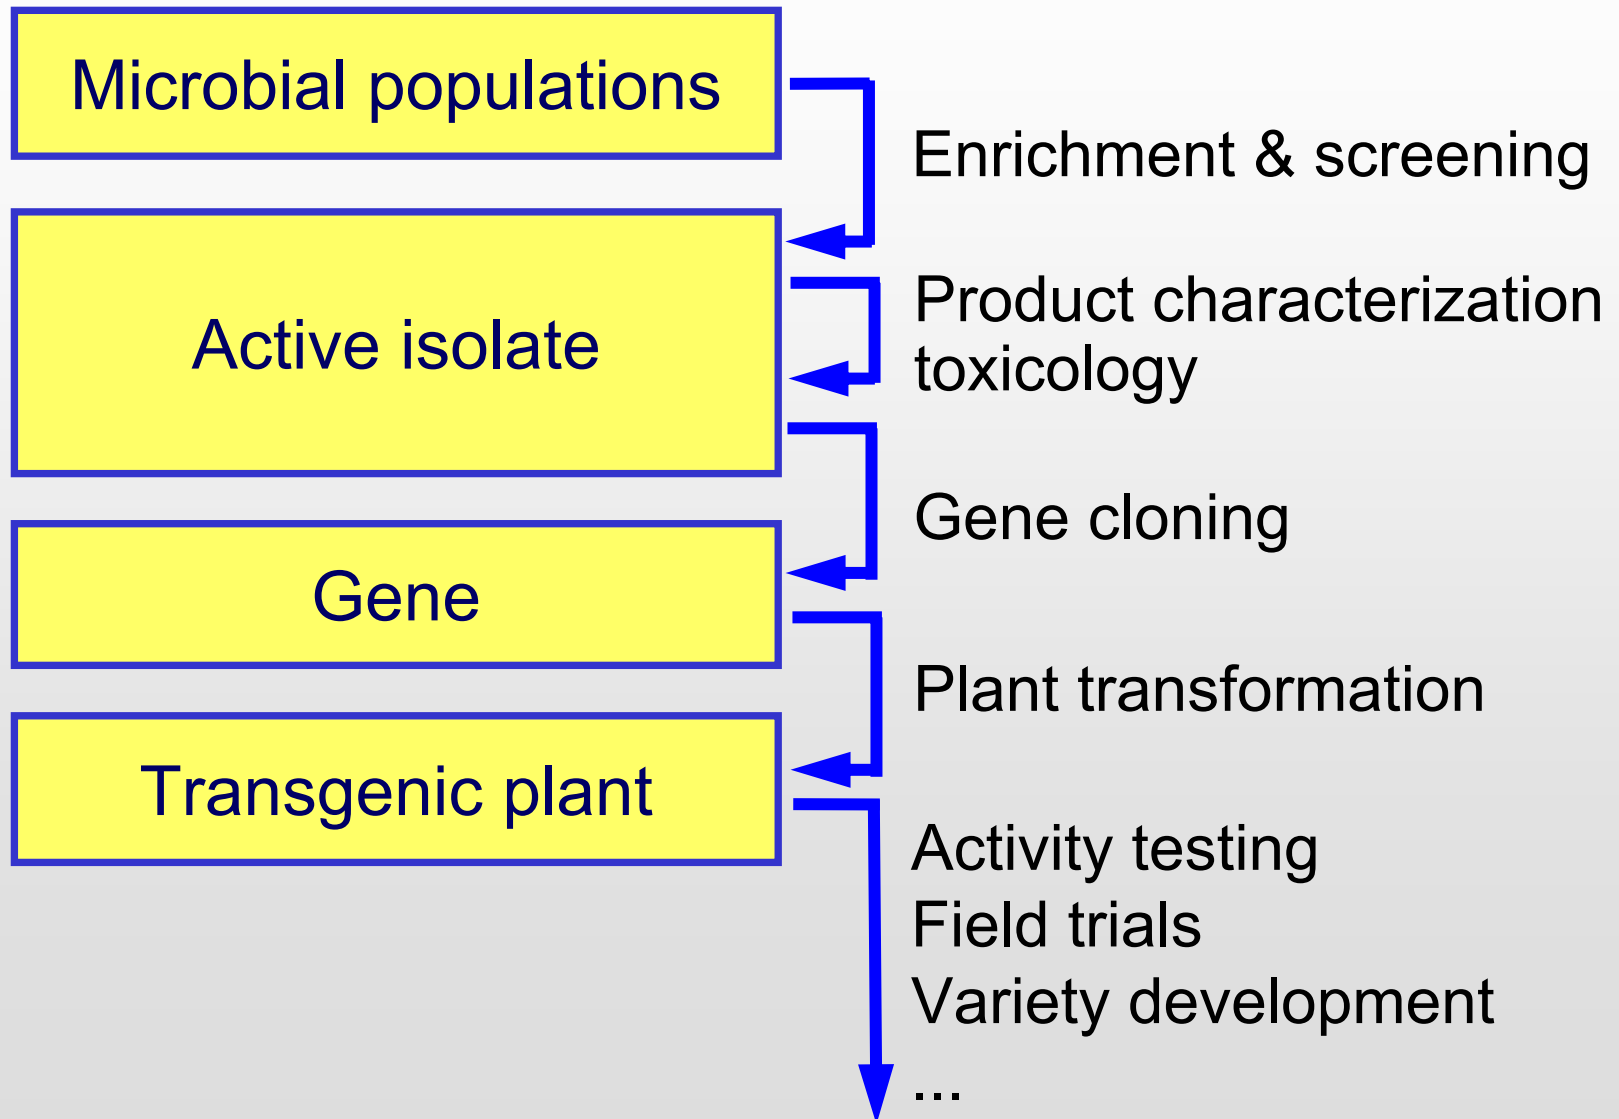 Microbial populations
Enrichment & screening
Active isolate
Product characterization
toxicology
Gene cloning
Gene
Plant transformation
Transgenic plant
Activity testing
Field trials
Variety development
...